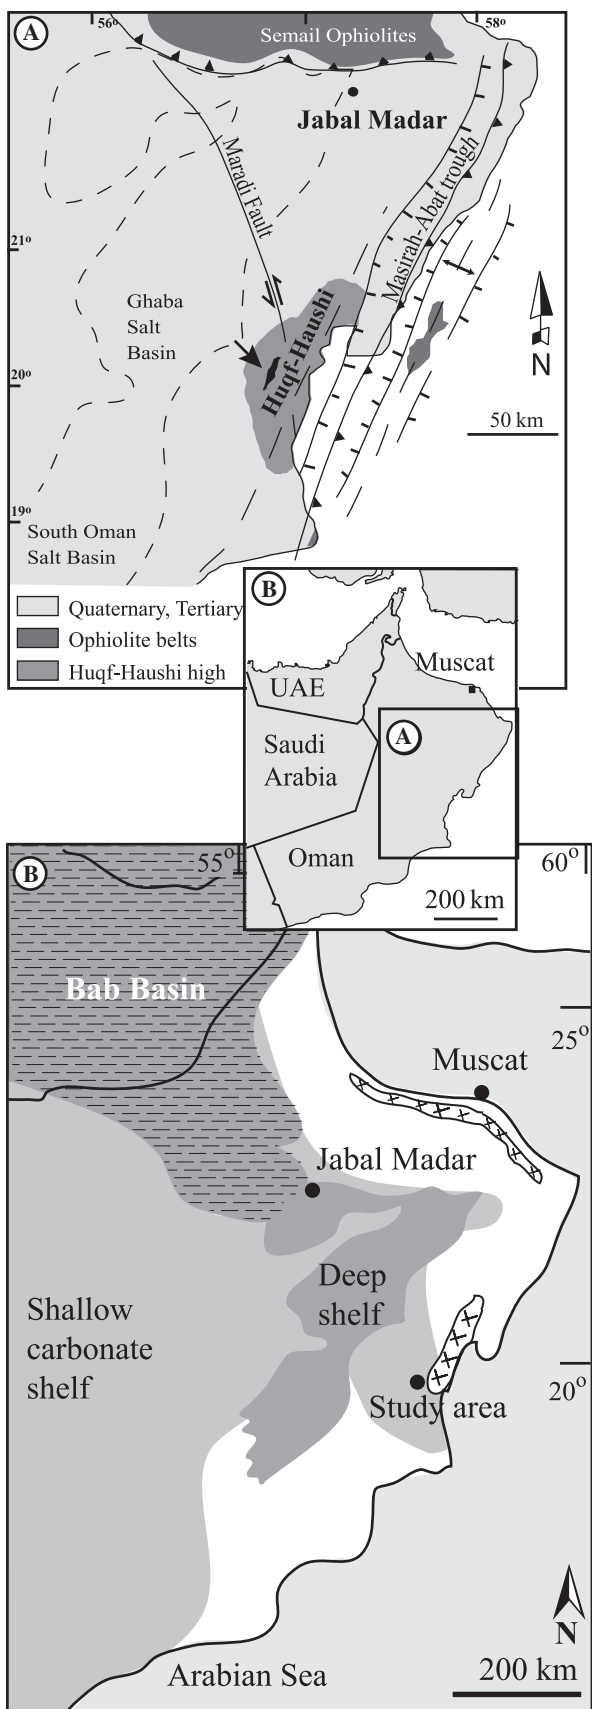 A
56°
58°
Semail Ophiolites
Jabal Madar
Maradi Fault
Masirah-Abat trough
21°
Ghaba
Salt
Basin
Huqf-Haushi
N
20°
50 km
19°
South Oman
Salt Basin
Quaternary, Tertiary
Ophiolite belts
Huqf-Haushi high
B
Muscat
UAE
A
Saudi
Arabia
Oman
200 km
B
55°
60°
Bab Basin
25°
Muscat
Jabal Madar
Deep
shelf
Shallow
carbonate
shelf
20°
Study area
N
Arabian Sea
200 km